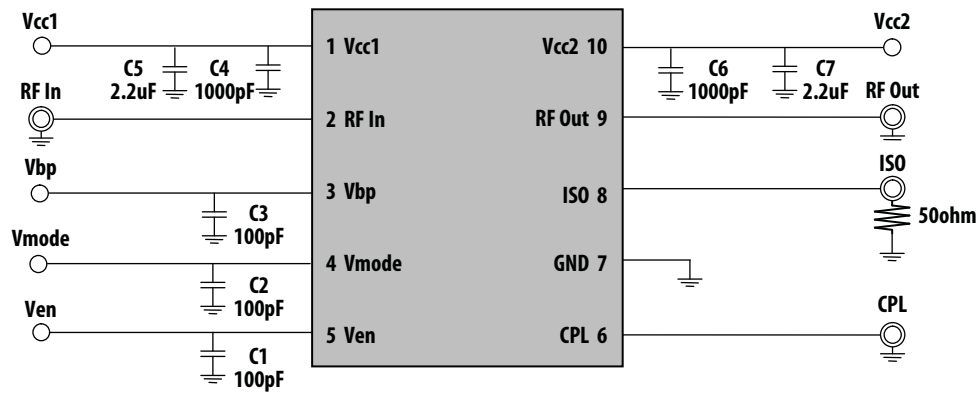 Vcc1
C5
2.2uF
C4
1000pF
RF In
Vbp
C3
100pF
Vmode
C2
100pF
Ven
C1
100pF
1 Vcc1
2 RF In
3 Vbp
4 Vmode
5 Ven
Vcc2 10
RF Out 9
ISO 8
GND 7
CPL 6
Vcc2
C6
1000pF
C7
2.2uF
RF Out
ISO
50ohm
CPL